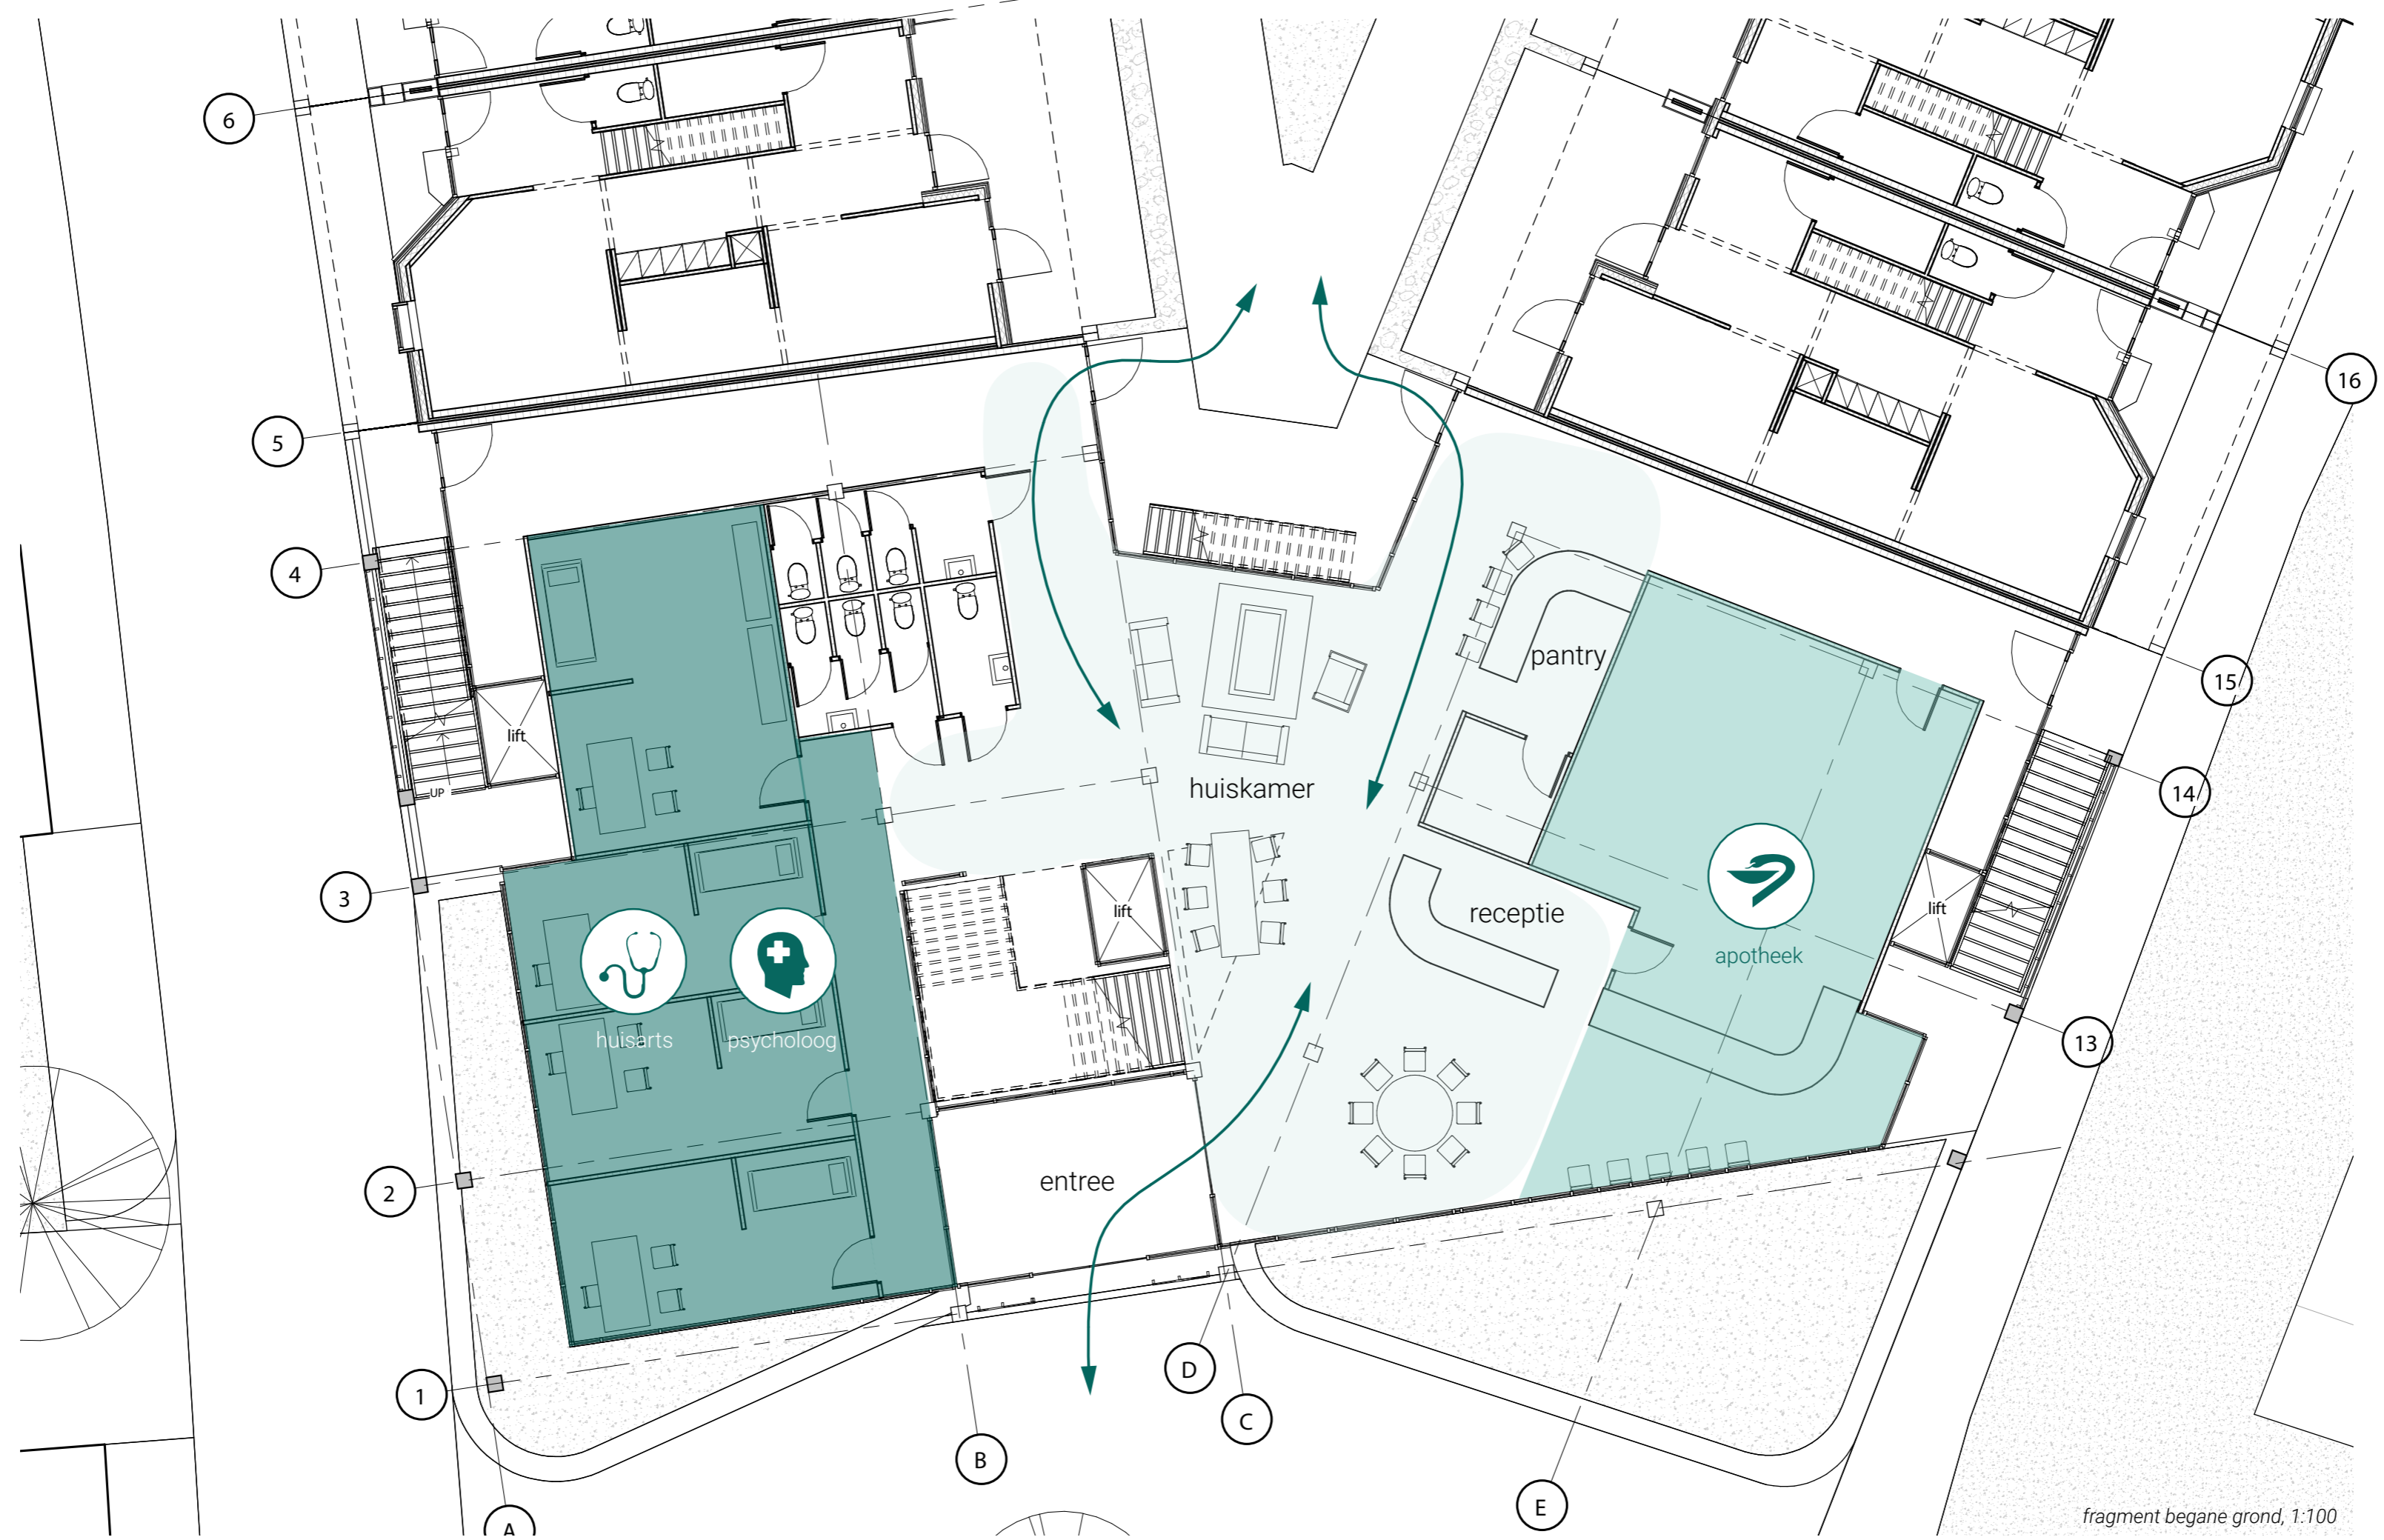 6
16
5
4
pantry
15
lift
UP
huiskamer
14
3
lift
receptie
lift
apotheek
huisarts
psycholoog
13
2
entree
D
1
C
B
E
A
fragment begane grond, 1:100